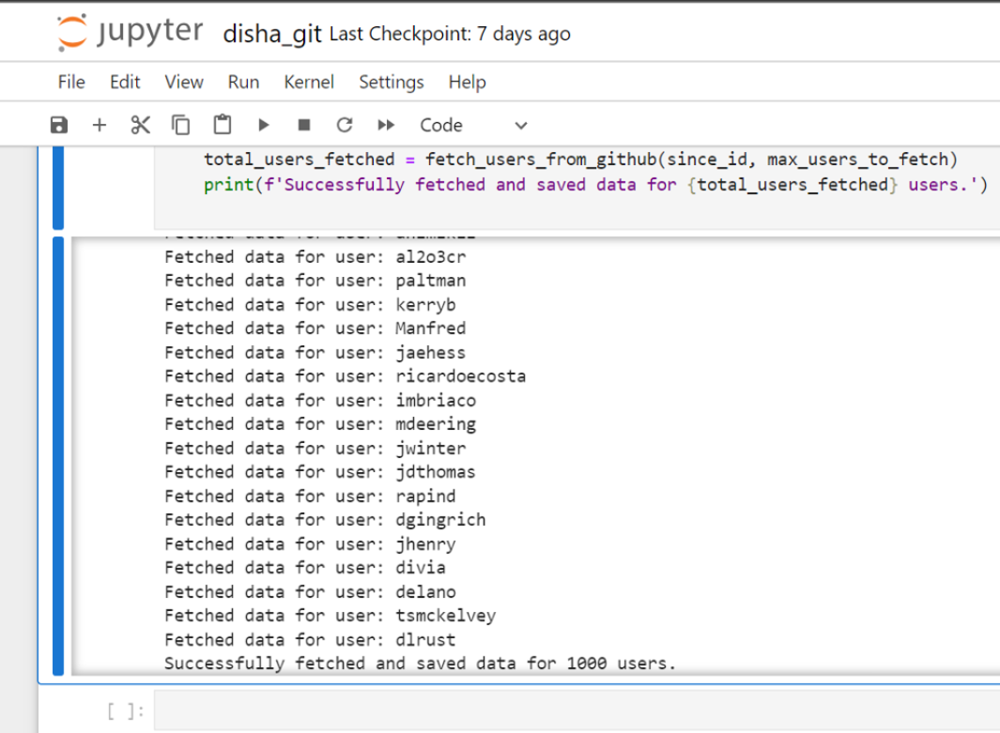 jupyter disha_git Last Checkpoint: 7 days ago
File Edit View Run Kernel Settings Help
Code
total_users_fetched = fetch_users_from_github(since_id, max_users_to_fetch)
print(f'Successfully fetched and saved data for {total_users_fetched} users.')
Fetched data for user: al2o3cr
Fetched data for user: paltman
Fetched data for user: kerryb
Fetched data for user: Manfred
Fetched data for user: jaehess
Fetched data for user: ricardoecosta
Fetched data for user: imbriaco
Fetched data for user: mdeering
Fetched data for user: jwinter
Fetched data for user: jdthomas
Fetched data for user: rapind
Fetched data for user: dgingrich
Fetched data for user: jhenry
Fetched data for user: divia
Fetched data for user: delano
Fetched data for user: tsmckelvey
Fetched data for user: dlrust
Successfully fetched and saved data for 1000 users.
[ ]: